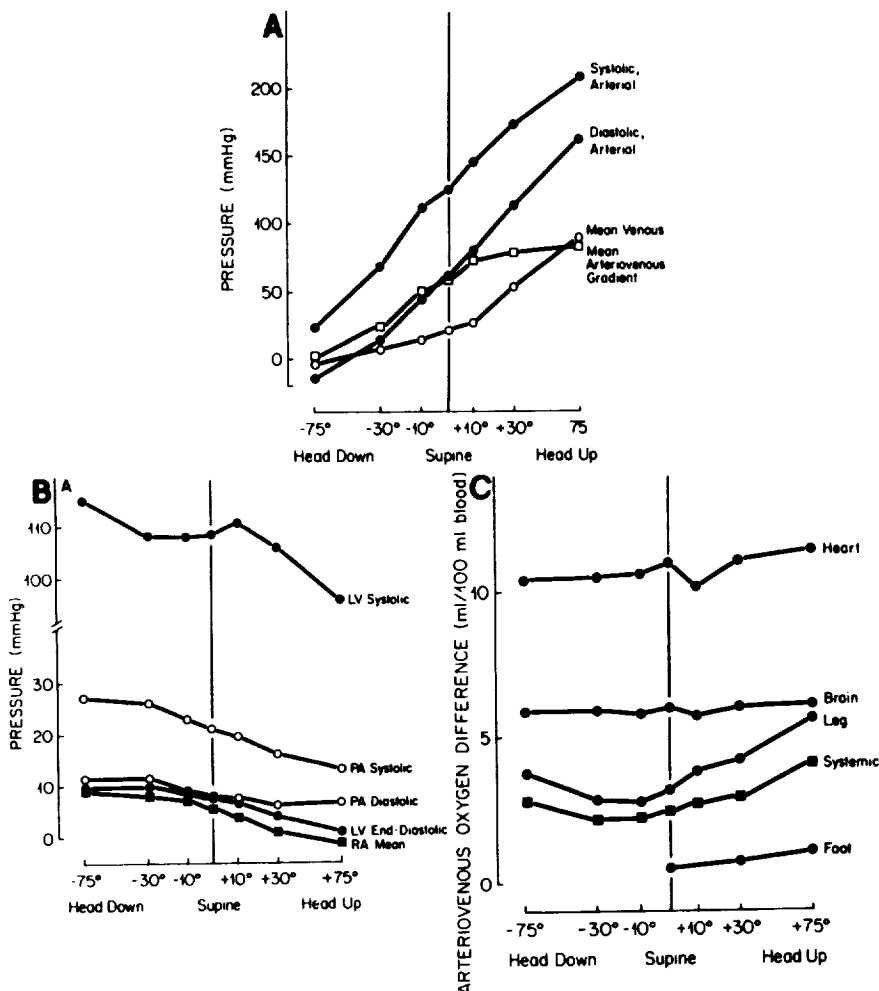 A
PRESSURE (mmHg)
200
150
100
50
0
Systolic,
Arterial
Diastolic,
Arterial
Mean Venous
Mean
Arteriovenous
Gradient
-75° -30° -10° +10° +30° 75
Head Down Supine Head Up
B A
PRESSURE (mmHg)
110
100
30
20
10
0
LV Systolic
PA Systolic
PA Diastolic
LV End-Diastolic
RA Mean
-75° -30° -10° +10° +30° +75°
Head Down Supine Head Up
C
ARTERIOVENOUS OXYGEN DIFFERENCE (ml/100 ml blood)
10
5
0
Heart
Brain
Leg
Systemic
Foot
-75° -30° -10° +10° +30° +75°
Head Down Supine Head Up